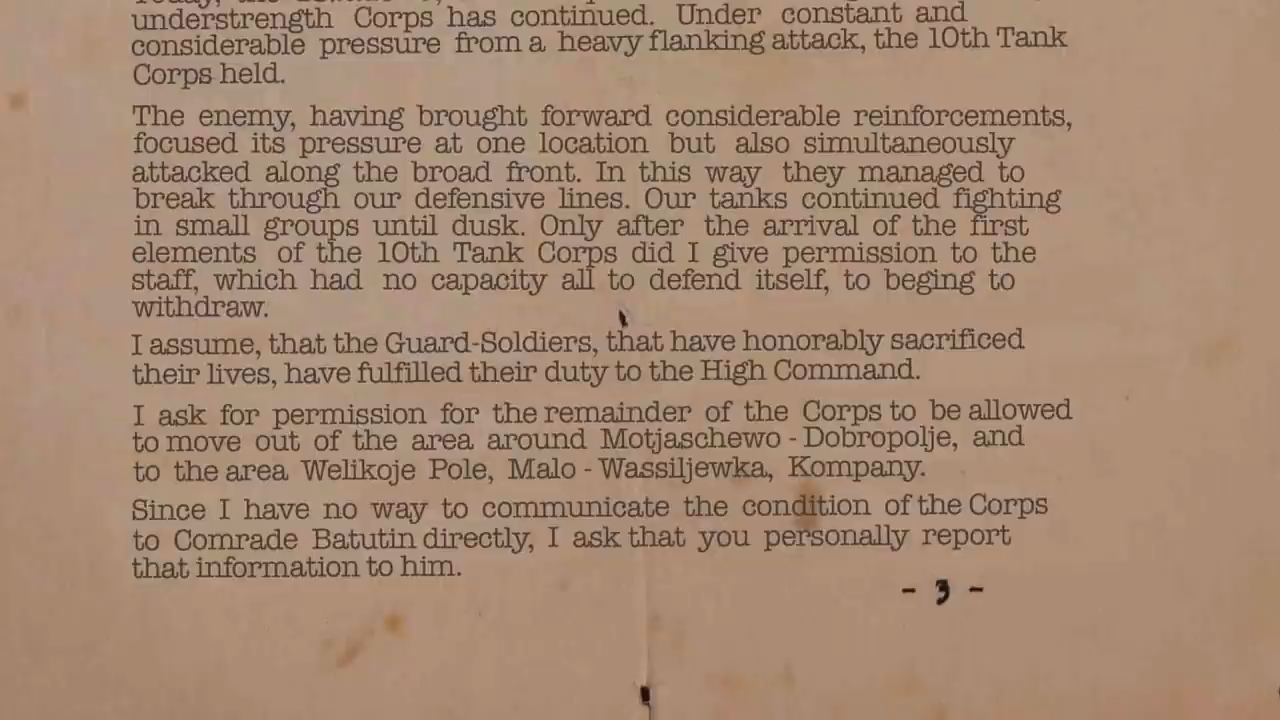 understrength Corps has continued. Under constant and
considerable pressure from a heavy flanking attack, the 10th Tank
Corps held.
The enemy, having brought forward considerable reinforcements,
focused its pressure at one location but also simultaneously
attacked along the broad front. In this way they managed to
break through our defensive lines. Our tanks continued fighting
in small groups until dusk. Only after the arrival of the first
elements of the 10th Tank Corps did I give permission to the
staff, which had no capacity all to defend itself, to beging to
withdraw.
I assume, that the Guard-Soldiers, that have honorably sacrificed
their lives, have fulfilled their duty to the High Command.
I ask for permission for the remainder of the Corps to be allowed
to move out of the area around Motjaschewo - Dobropolje, and
to the area Welikoje Pole, Malo - Wassiljewka, Kompany.
Since I have no way to communicate the condition of the Corps
to Comrade Batutin directly, I ask that you personally report
that information to him.
- 3 -